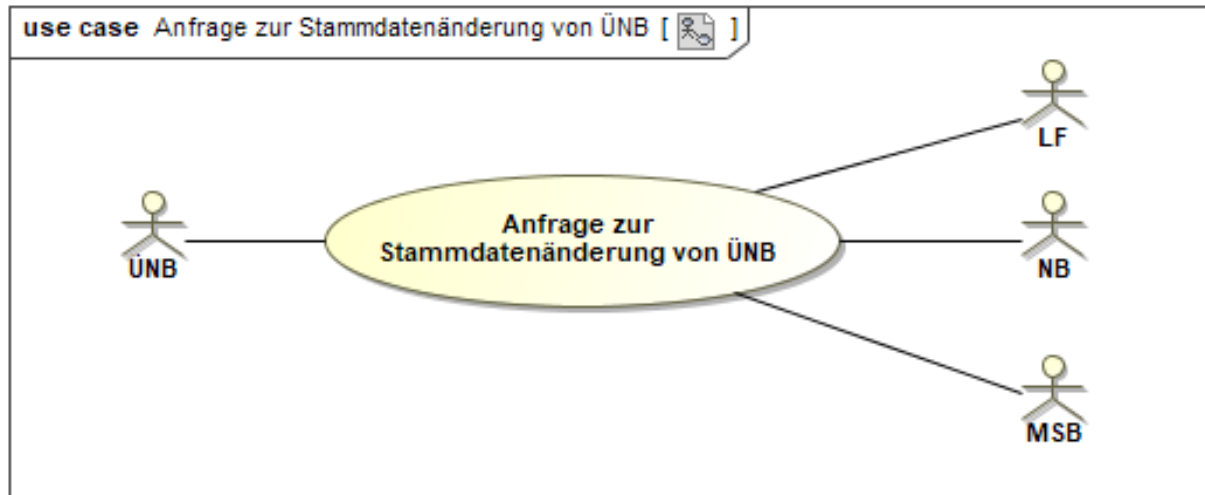 use case Anfrage zur Stammdatenänderung von ÜNB [ ]
LF
Anfrage zur
Stammdatenänderung von ÜNB
ÜNB
NB
MSB